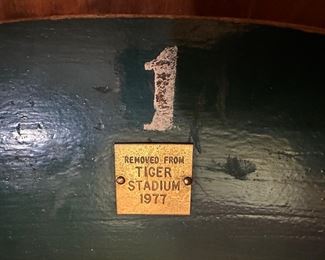 1
REMOVED FROM
TIGER
STADIUM
1977